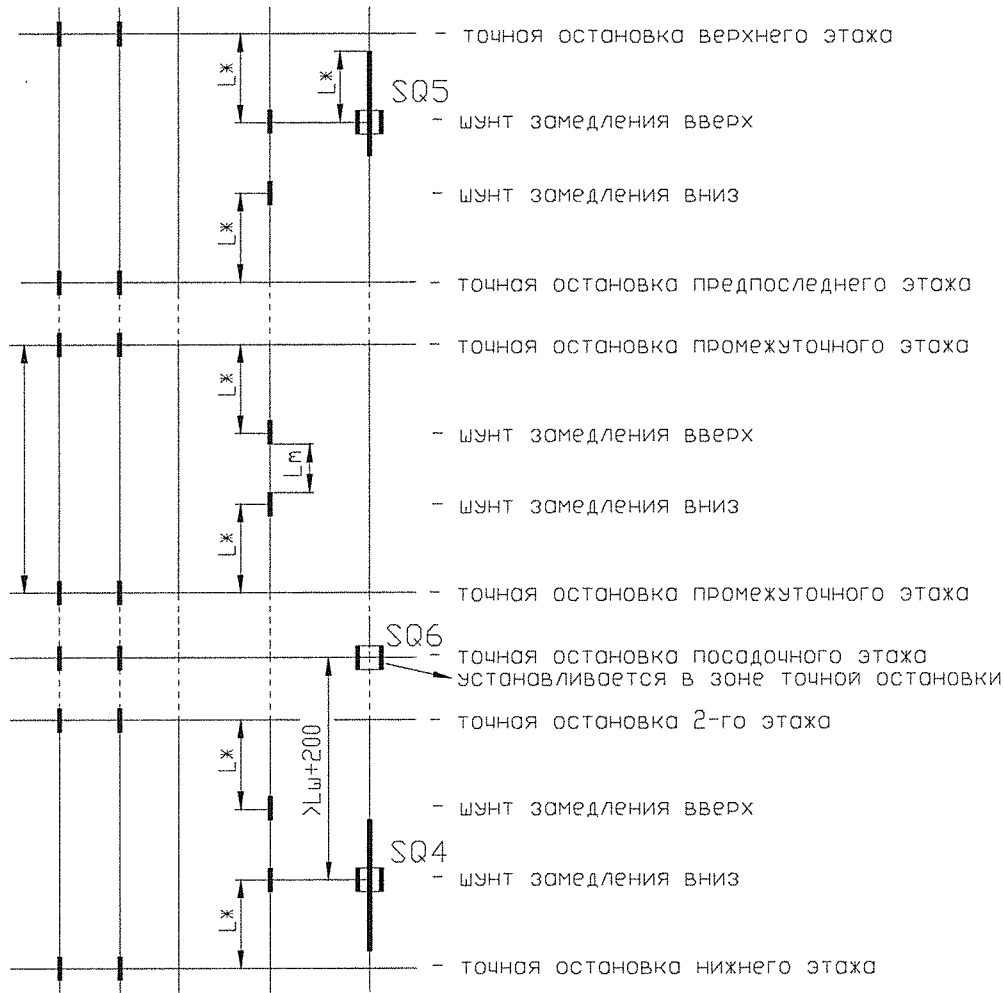 - точная остановка верхнего этажа
L*
L*
SQ5
- шунт замедления вверх
- шунт замедления вниз
L*
- точная остановка предпоследнего этажа
- точная остановка промежуточного этажа
L*
- шунт замедления вверх
Lm
- шунт замедления вниз
L*
- точная остановка промежуточного этажа
SQ6
- точная остановка посадочного этажа
устанавливается в зоне точной остановки
- точная остановка 2-го этажа
L*
>Lш+200
- шунт замедления вверх
SQ4
- шунт замедления вниз
L*
- точная остановка нижнего этажа